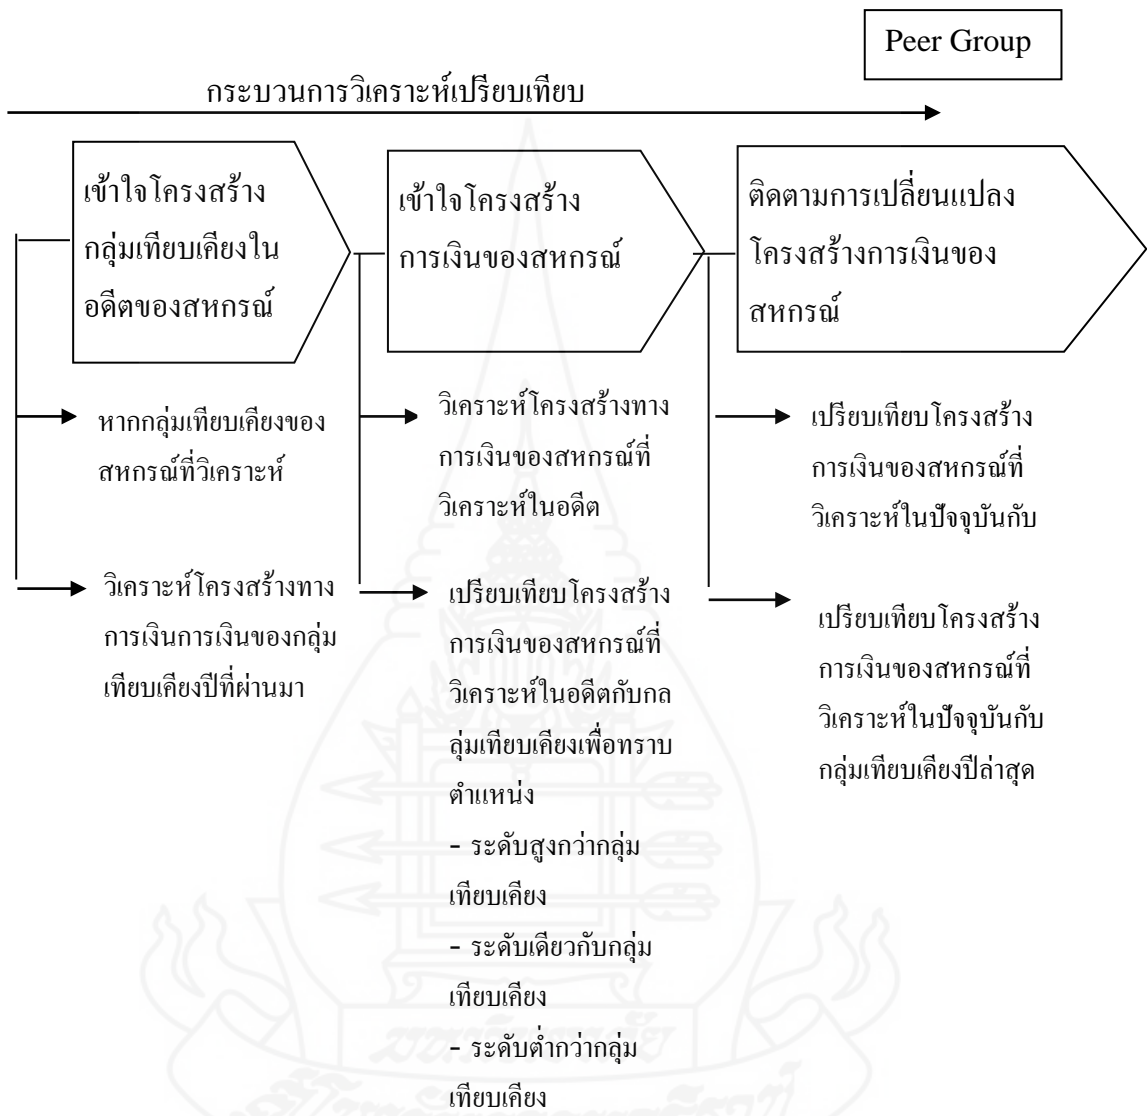 Peer Group
กระบวนการวิเคราะห์เปรียบเทียบ
เข้าใจโครงสร้าง
กลุ่มเทียบเคียงใน
อดีตของสหกรณ์
เข้าใจโครงสร้าง
การเงินของสหกรณ์
ติดตามการเปลี่ยนแปลง
โครงสร้างการเงินของ
สหกรณ์
หากกลุ่มเทียบเคียงของ
สหกรณ์ที่วิเคราะห์
วิเคราะห์โครงสร้างทาง
การเงินการเงินของกลุ่ม
เทียบเคียงปีที่ผ่านมา
วิเคราะห์โครงสร้างทาง
การเงินของสหกรณ์ที่
วิเคราะห์ในอดีต
เปรียบเทียบโครงสร้าง
การเงินของสหกรณ์ที่
วิเคราะห์ในอดีตกับกล
ลุ่มเทียบเคียงเพื่อทราบ
ตำแหน่ง
- ระดับสูงกว่ากลุ่ม
เทียบเคียง
- ระดับเดียวกับกลุ่ม
เทียบเคียง
- ระดับต่ำกว่ากลุ่ม
เทียบเคียง
เปรียบเทียบโครงสร้าง
การเงินของสหกรณ์ที่
วิเคราะห์ในปัจจุบันกับ
เปรียบเทียบโครงสร้าง
การเงินของสหกรณ์ที่
วิเคราะห์ในปัจจุบันกับ
กลุ่มเทียบเคียงปีล่าสุด